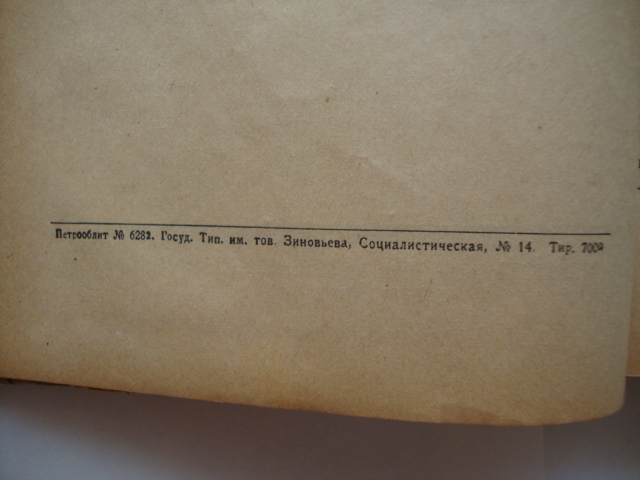 Петрооблит № 6282. Госуд. Тип. им. тов. Зиновьева, Социалистическая, № 14. Тир. 7000